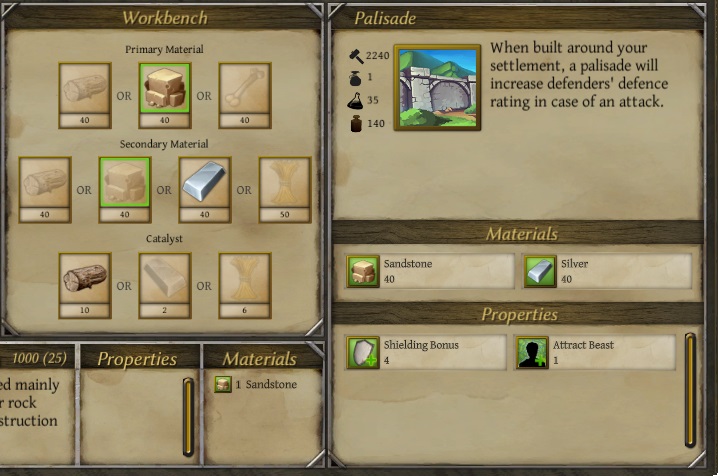 Workbench
Primary Material
OR
OR
40
40
40
Secondary Material
OR
OR
OR
40
40
40
50
Catalyst
OR
OR
10
2
6
Palisade
2240
1
35
140
When built around your
settlement, a palisade will
increase defenders' defence
rating in case of an attack.
Materials
Sandstone
40
Silver
40
Properties
Shielding Bonus
4
Attract Beast
1
1000 (25)
ed mainly
r rock
struction
Properties
Materials
1 Sandstone